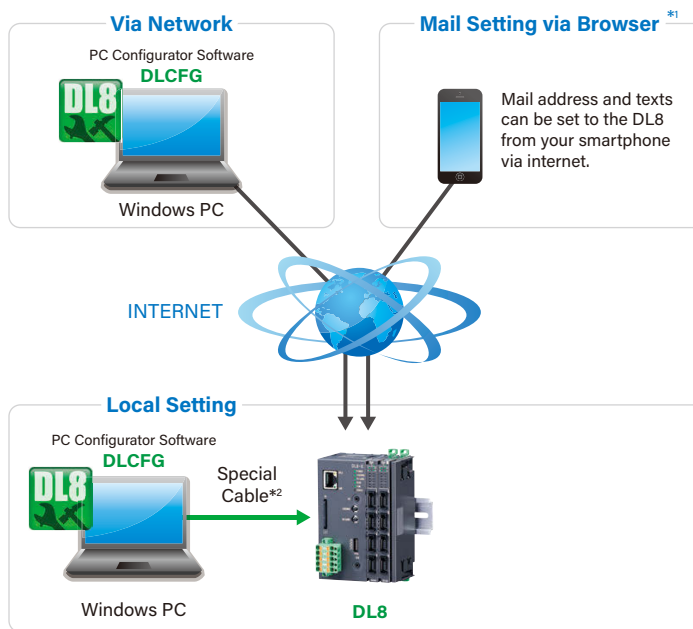 Via Network
PC Configurator Software
DLCFG
DL8
Windows PC
Mail Setting via Browser *1
Mail address and texts
can be set to the DL8
from your smartphone
via internet.
INTERNET
Local Setting
PC Configurator Software
DLCFG
DL8
Windows PC
Special
Cable*2
DL8